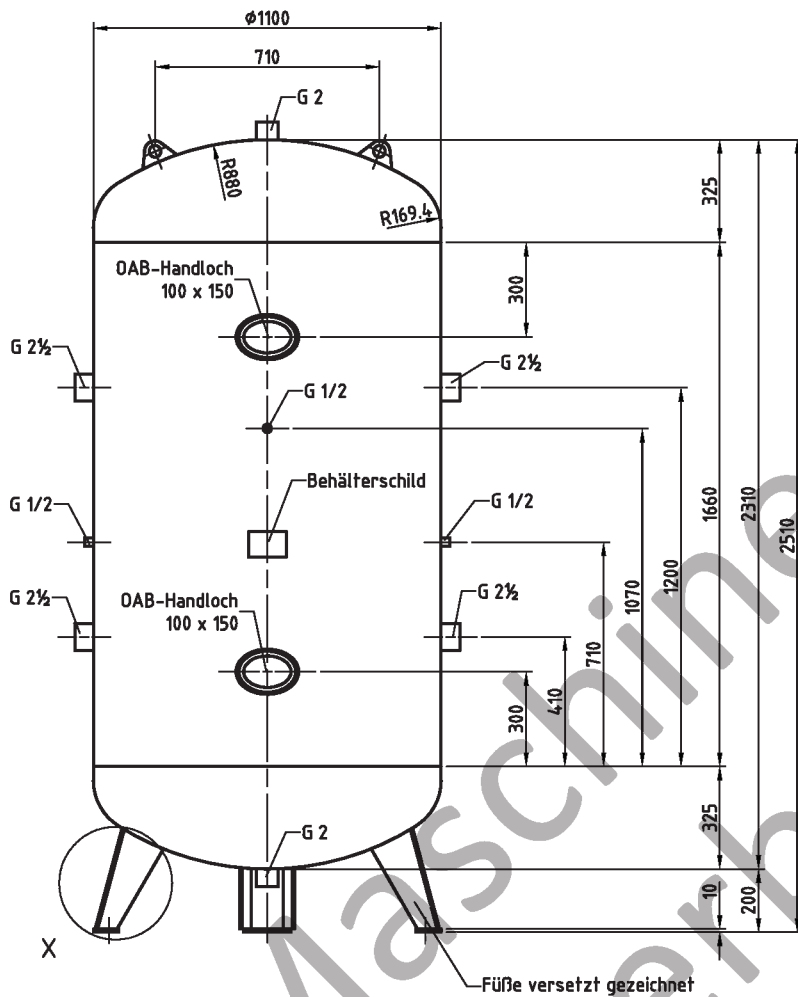 ø1100
710
G 2
R880
R169.4
325
OAB-Handloch
100 x 150
300
G 2½
G 2½
G 1/2
Behälterschild
G 1/2
G 1/2
1660
2310
2510
1200
1070
G 2½
OAB-Handloch
100 x 150
G 2½
710
410
300
325
G 2
10
200
X
Füße versetzt gezeichnet
Maschine
erb